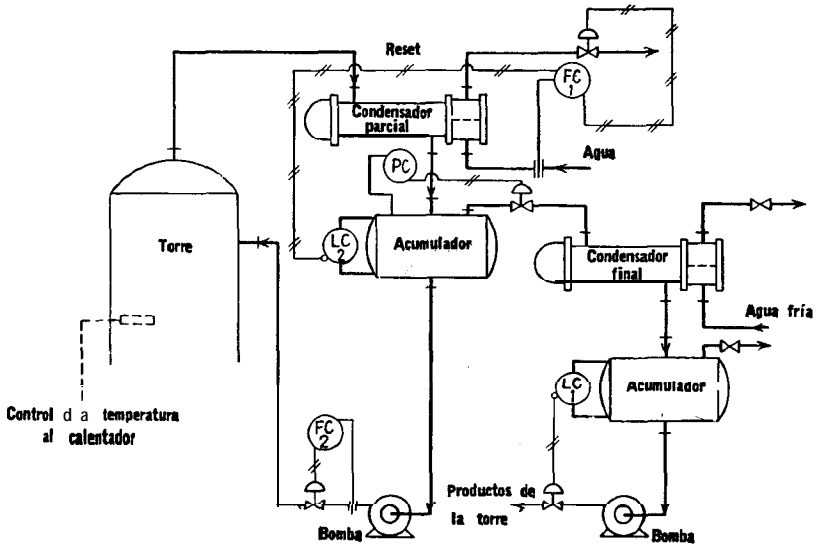 Reset
FC
1
Condensador
parcial
Agua
PC
Torre
LC
2
Acumulador
Condensador
final
Agua fría
LC
1
Acumulador
Control d a temperatura
al calentador
FC
2
Productos de
la torre
Bomba
Bomba